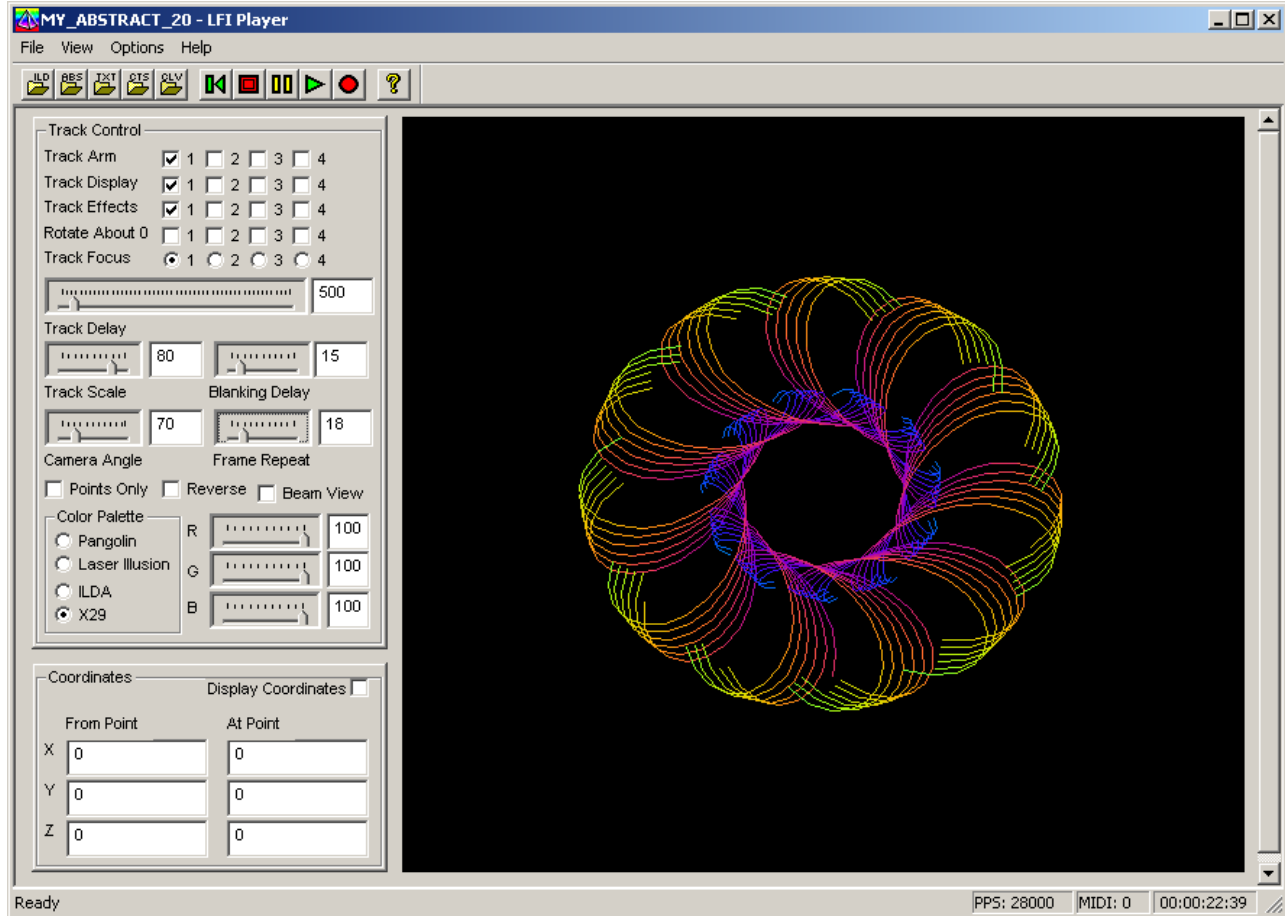 MY_ABSTRACT_20 - LFI Player
File View Options Help
ILD ABS TXT CTS OLV
Track Control
Track Arm 1 2 3 4
Track Display 1 2 3 4
Track Effects 1 2 3 4
Rotate About 0 1 2 3 4
Track Focus 1 2 3 4
500
Track Delay
80 15
Track Scale Blanking Delay
70 18
Camera Angle Frame Repeat
Points Only Reverse Beam View
Color Palette
Pangolin
Laser Illusion
ILDA
X29
R 100
G 100
B 100
Coordinates
Display Coordinates
From Point At Point
X 0 0
Y 0 0
Z 0 0
Ready PPS: 28000 MIDI: 0 00:00:22:39